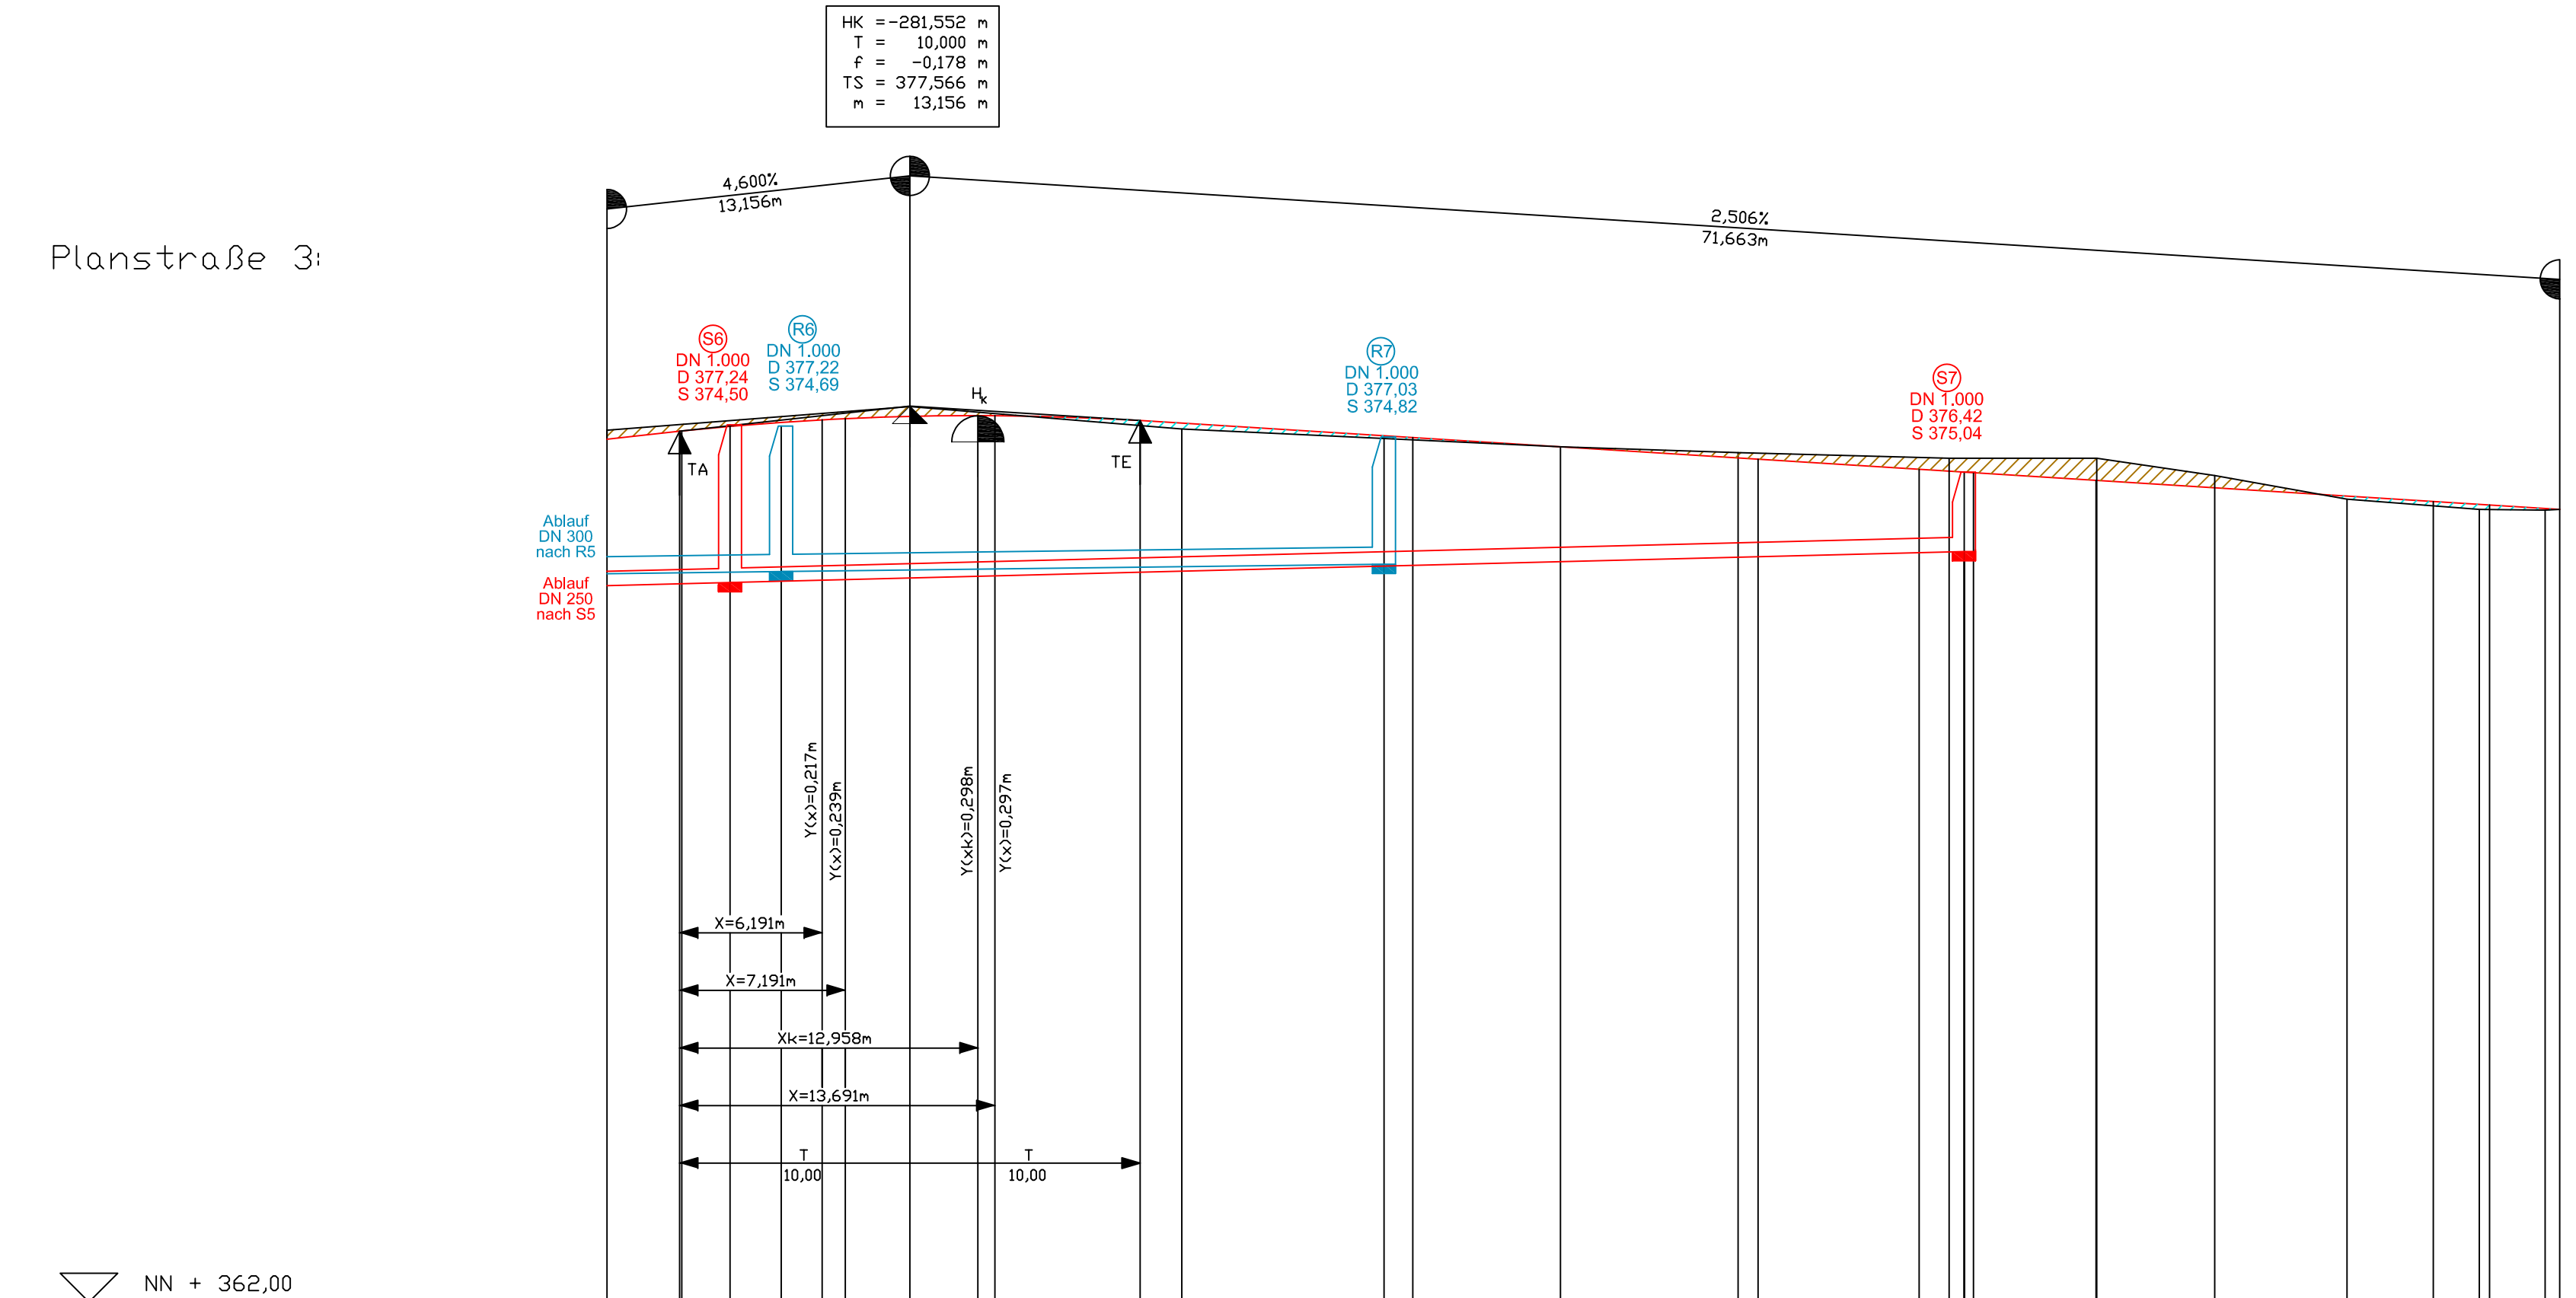 HK =-281,552 m
T = 10,000 m
f = -0,178 m
TS = 377,566 m
m = 13,156 m
4,600%
13,156m
2,506%
71,663m
Planstraße 3:
S6
DN 1.000
D 377,24
S 374,50
R6
DN 1.000
D 377,22
S 374,69
R7
DN 1.000
D 377,03
S 374,82
S7
DN 1.000
D 376,42
S 375,04
HK
TA
TE
Ablauf
DN 300
nach R5
Ablauf
DN 250
nach S5
Y(x)=0,217m
Y(x)=0,239m
Y(xk)=0,298m
Y(x)=0,297m
X=6,191m
X=7,191m
Xk=12,958m
X=13,691m
T
10,00
T
10,00
NN + 362,00